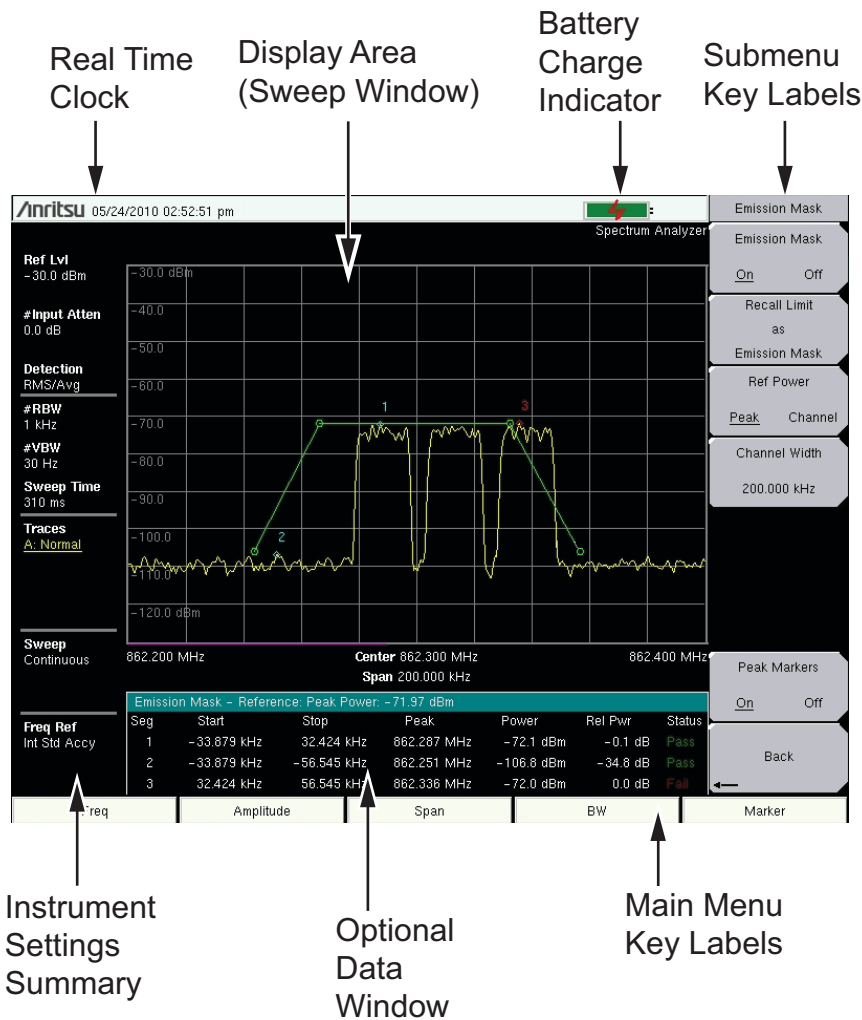 Real Time
Clock
Display Area
(Sweep Window)
Battery
Charge
Indicator
Submenu
Key Labels
Anritsu 05/24/2010 02:52:51 pm
Spectrum Analyzer
Ref Lvl
-30.0 dBm
#Input Atten
0.0 dB
Detection
RMS/Avg
#RBW
1 kHz
#VBW
30 Hz
Sweep Time
310 ms
Traces
A: Normal
Sweep
Continuous
Freq Ref
Int Std Accy
-30.0 dBm
-40.0
-50.0
-60.0
-70.0
-80.0
-90.0
-100.0
-110.0
-120.0 dBm
1
2
3
862.200 MHz
Center 862.300 MHz
862.400 MHz
Span 200.000 kHz
Emission Mask - Reference: Peak Power: -71.97 dBm
Seg Start Stop Peak Power Rel Pwr Status
1 -33.879 kHz 32.424 kHz 862.287 MHz -72.1 dBm -0.1 dB Pass
2 -33.879 kHz -56.545 kHz 862.251 MHz -106.8 dBm -34.8 dB Pass
3 32.424 kHz 56.545 kHz 862.336 MHz -72.0 dBm 0.0 dB Fail
Emission Mask
Emission Mask
On Off
Recall Limit
as
Emission Mask
Ref Power
Peak Channel
Channel Width
200.000 kHz
Peak Markers
On Off
Back
Freq Amplitude Span BW Marker
Instrument
Settings
Summary
Optional
Data
Window
Main Menu
Key Labels